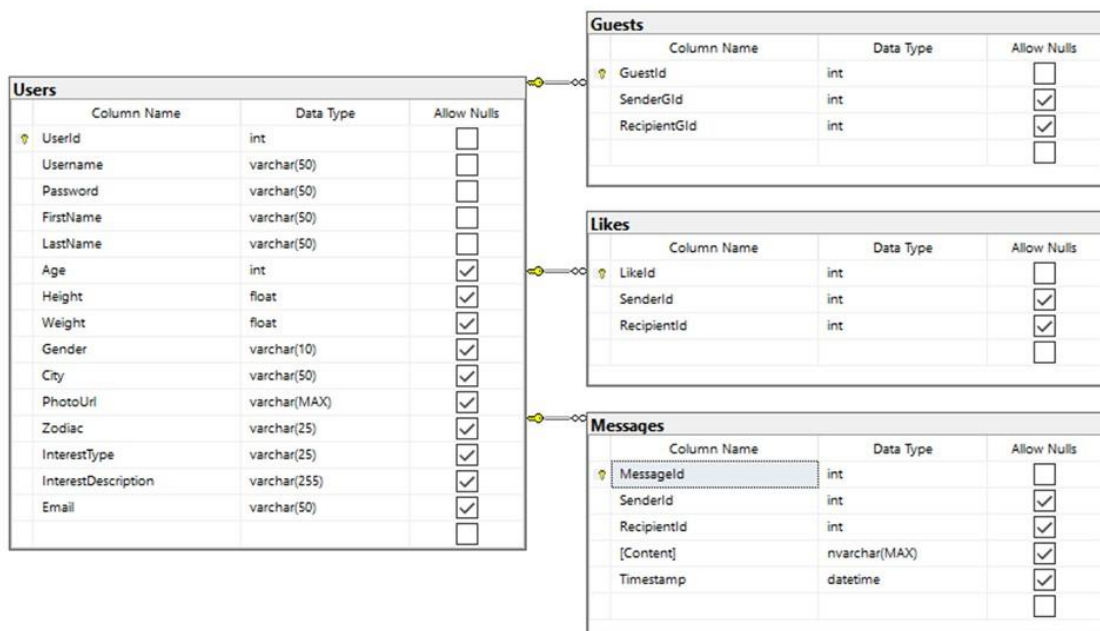 Users
Column Name Data Type Allow Nulls
UserId int
Username varchar(50)
Password varchar(50)
FirstName varchar(50)
LastName varchar(50)
Age int
Height float
Weight float
Gender varchar(10)
City varchar(50)
PhotoUrl varchar(MAX)
Zodiac varchar(25)
InterestType varchar(25)
InterestDescription varchar(255)
Email varchar(50)
Guests
Column Name Data Type Allow Nulls
GuestId int
SenderGId int
RecipientGId int
Likes
Column Name Data Type Allow Nulls
LikeId int
SenderId int
RecipientId int
Messages
Column Name Data Type Allow Nulls
MessageId int
SenderId int
RecipientId int
[Content] nvarchar(MAX)
Timestamp datetime